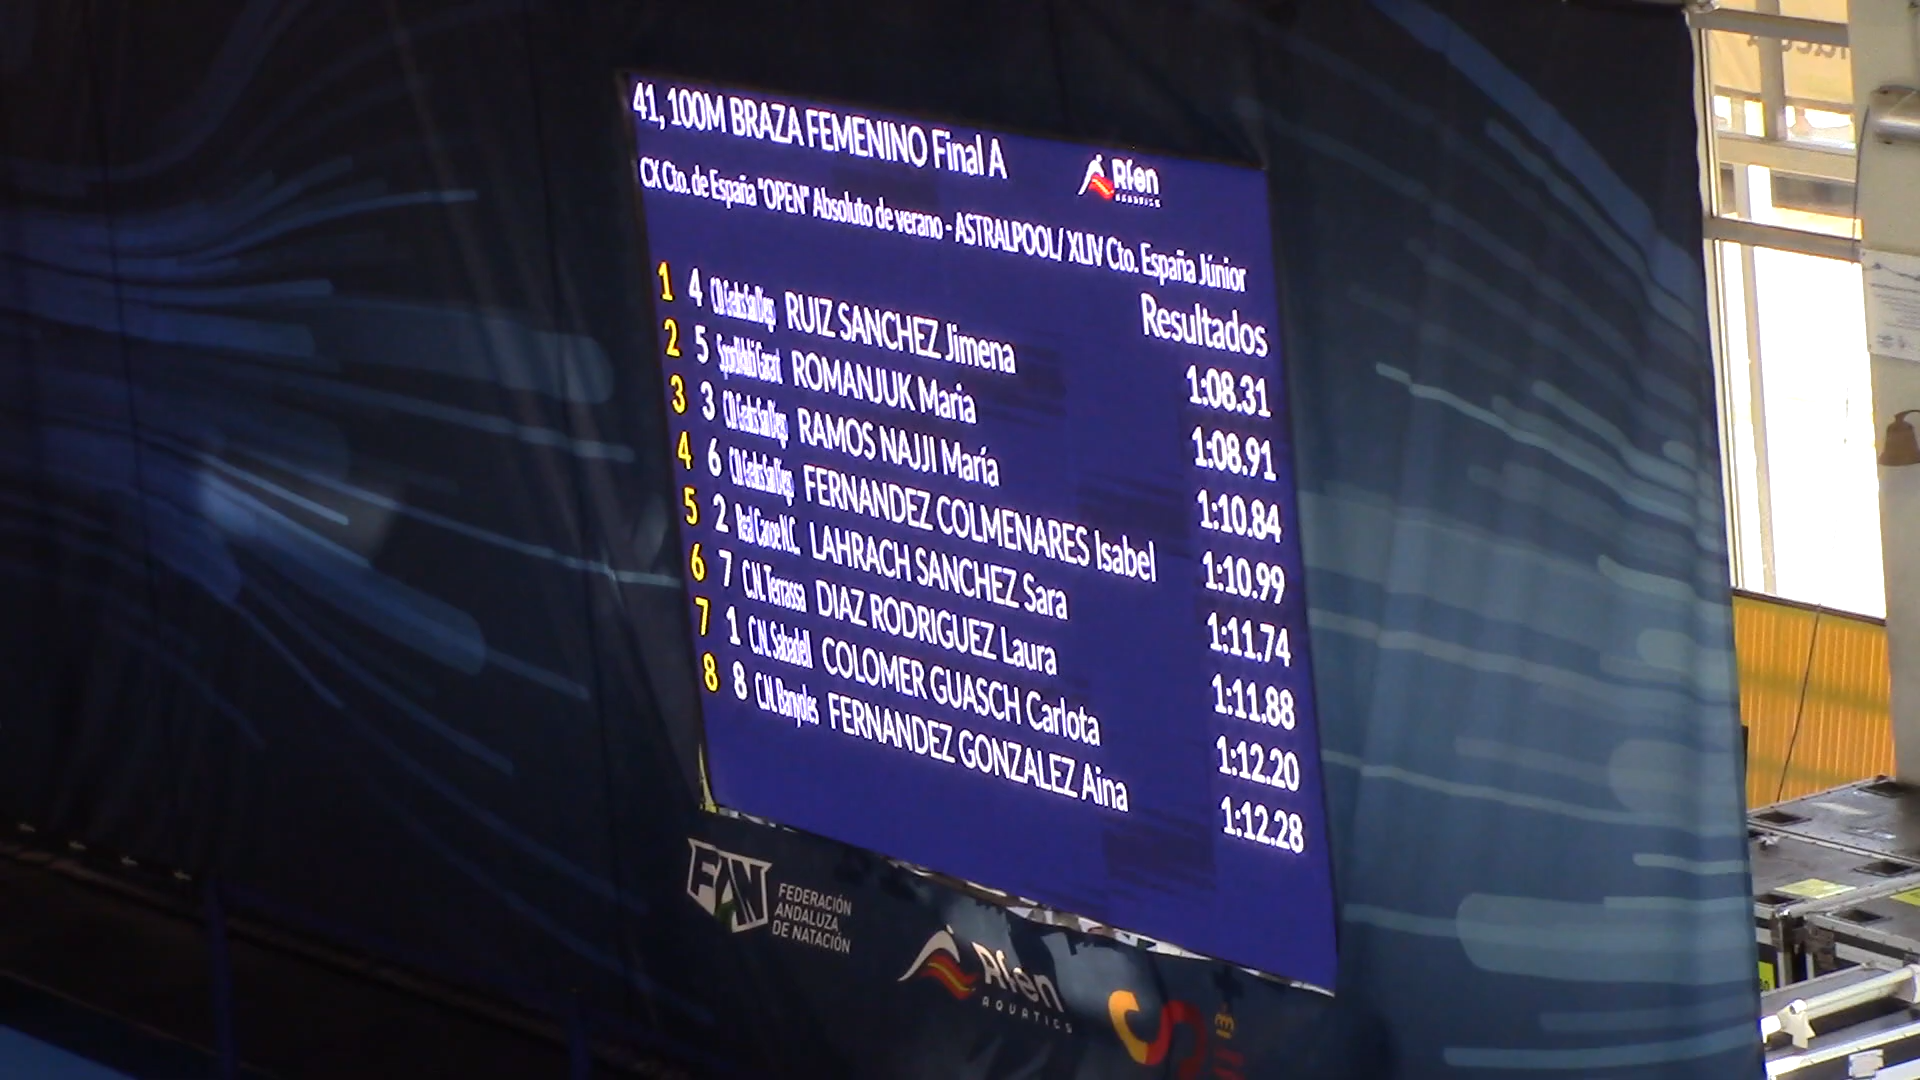 41, 100M BRAZA FEMENINO Final A
Rfen
AQUATICS
CX Cto. de España "OPEN" Absoluto de verano - ASTRALPOOL/ XLIV Cto. España Júnior
Resultados
1 4 RUIZ SANCHEZ Jimena 1:08.31
2 5 ROMANJUK Maria 1:08.91
3 3 RAMOS NAJJI María 1:10.84
4 6 FERNANDEZ COLMENARES Isabel 1:10.99
5 2 Real Canoe N.C. LAHRACH SANCHEZ Sara 1:11.74
6 7 C.N. Terrassa DIAZ RODRIGUEZ Laura 1:11.88
7 1 C.N. Sabadell COLOMER GUASCH Carlota 1:12.20
8 8 C.N. Banyoles FERNANDEZ GONZALEZ Aina 1:12.28
FAN
FEDERACIÓN
ANDALUZA
DE NATACIÓN
Rfen
AQUATICS